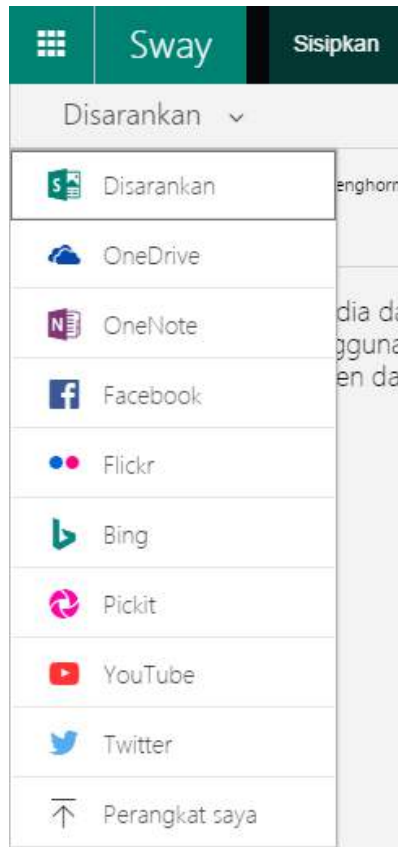 Sway
Sisipkan
Disarankan
Disarankan
OneDrive
OneNote
Facebook
Flickr
Bing
Pickit
YouTube
Twitter
Perangkat saya